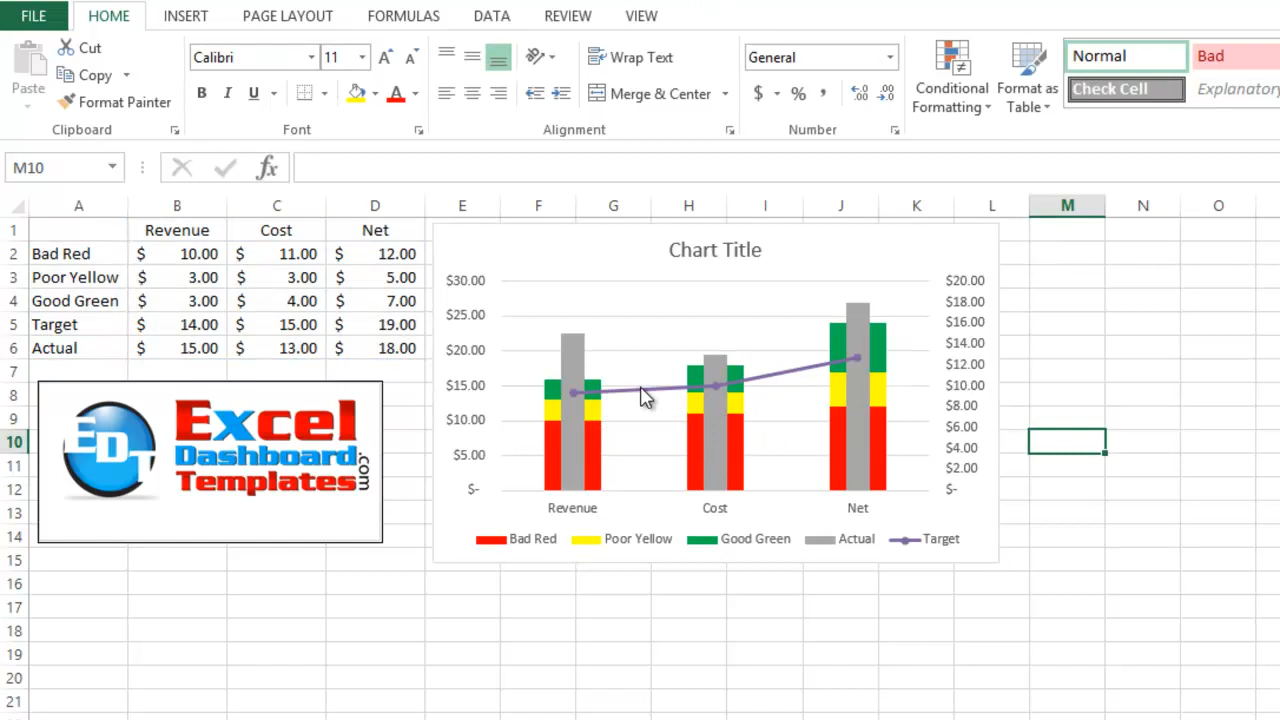 FILE HOME INSERT PAGE LAYOUT FORMULAS DATA REVIEW VIEW
Paste
Cut
Copy
Format Painter
Clipboard
Calibri 11
B I U
Font
Wrap Text
Merge & Center
Alignment
General
$ % , .00 .00
Number
Conditional Formatting
Format as Table
Normal Bad
Check Cell Explanatory
M10 fx
A B C D E F G H I J K L M N O
1 Revenue Cost Net
2 Bad Red $ 10.00 $ 11.00 $ 12.00
3 Poor Yellow $ 3.00 $ 3.00 $ 5.00
4 Good Green $ 3.00 $ 4.00 $ 7.00
5 Target $ 14.00 $ 15.00 $ 19.00
6 Actual $ 15.00 $ 13.00 $ 18.00
7
8
9
10
11
12
13
14
15
16
17
18
19
20
21
EDT
Excel
Dashboard
Templates
.com
Chart Title
$30.00
$25.00
$20.00
$15.00
$10.00
$5.00
$-
$20.00
$18.00
$16.00
$14.00
$12.00
$10.00
$8.00
$6.00
$4.00
$2.00
$-
Revenue Cost Net
Bad Red Poor Yellow Good Green Actual Target